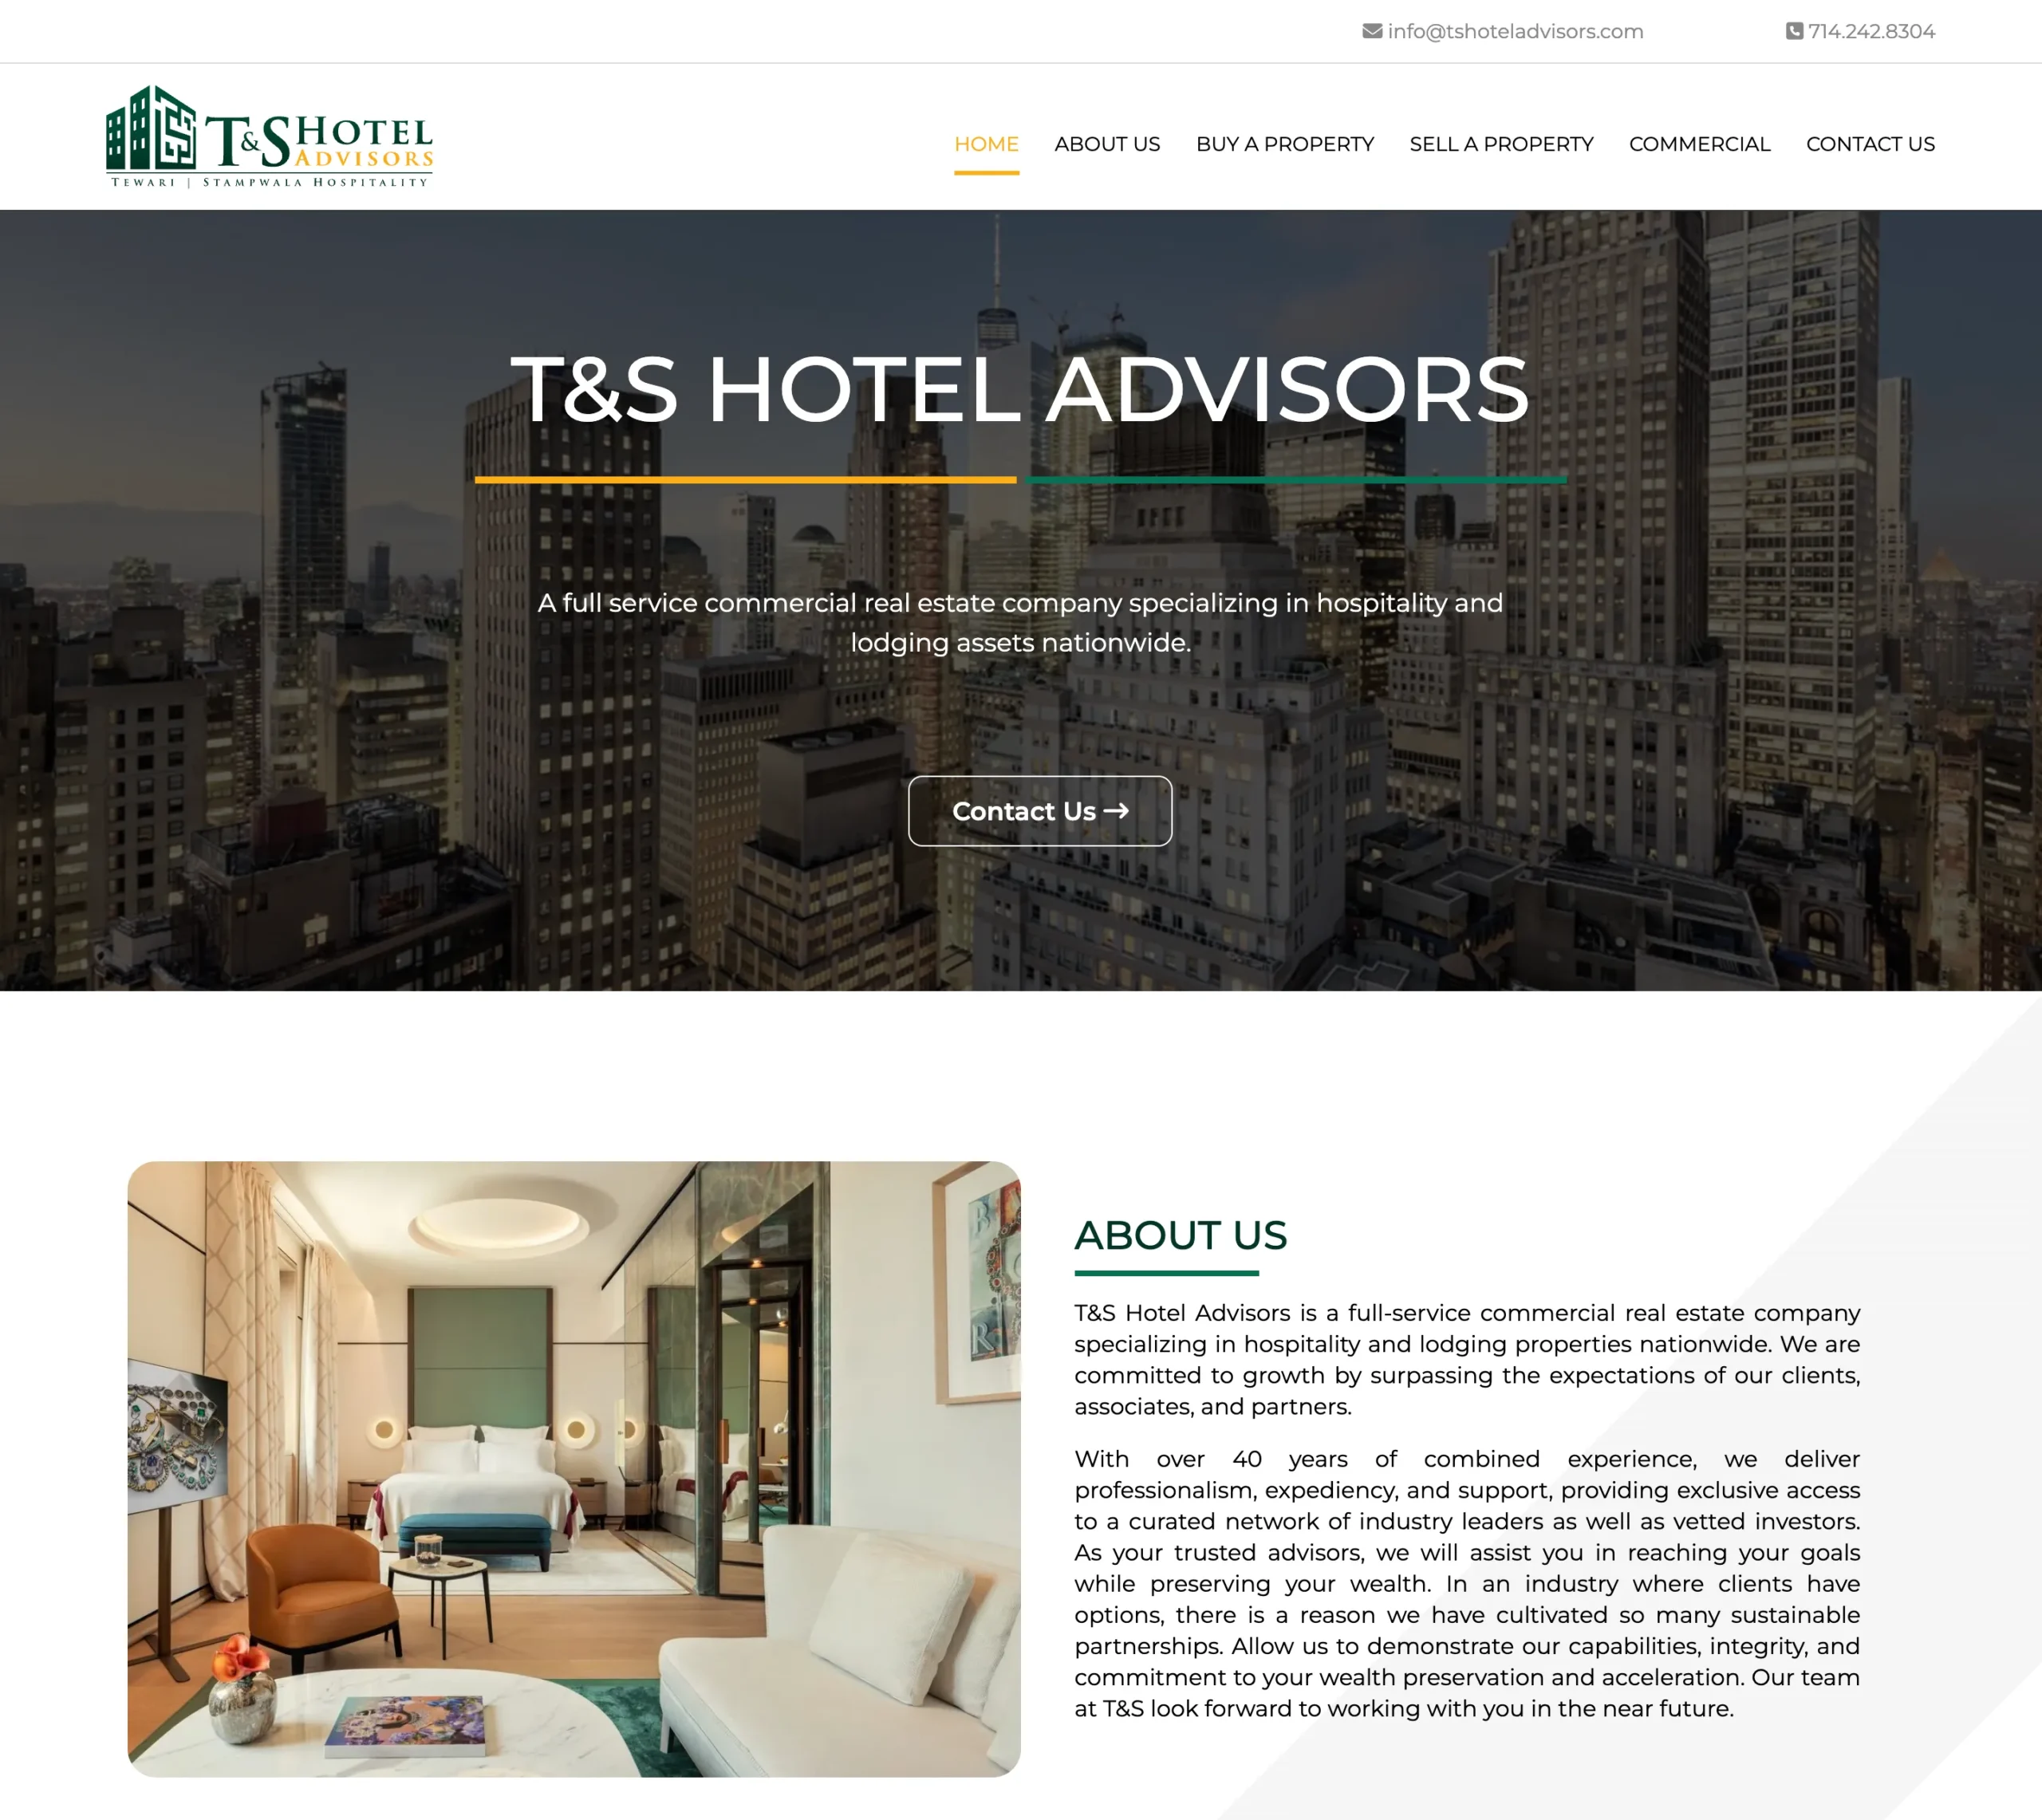 info@tshoteladvisors.com
714.242.8304
T&S HOTEL
ADVISORS
TEWARI | STAMPWALA HOSPITALITY
HOME
ABOUT US
BUY A PROPERTY
SELL A PROPERTY
COMMERCIAL
CONTACT US
T&S HOTEL ADVISORS
A full service commercial real estate company specializing in hospitality and
lodging assets nationwide.
Contact Us →
ABOUT US
T&S Hotel Advisors is a full-service commercial real estate company
specializing in hospitality and lodging properties nationwide. We are
committed to growth by surpassing the expectations of our clients,
associates, and partners.
With over 40 years of combined experience, we deliver
professionalism, expediency, and support, providing exclusive access
to a curated network of industry leaders as well as vetted investors.
As your trusted advisors, we will assist you in reaching your goals
while preserving your wealth. In an industry where clients have
options, there is a reason we have cultivated so many sustainable
partnerships. Allow us to demonstrate our capabilities, integrity, and
commitment to your wealth preservation and acceleration. Our team
at T&S look forward to working with you in the near future.